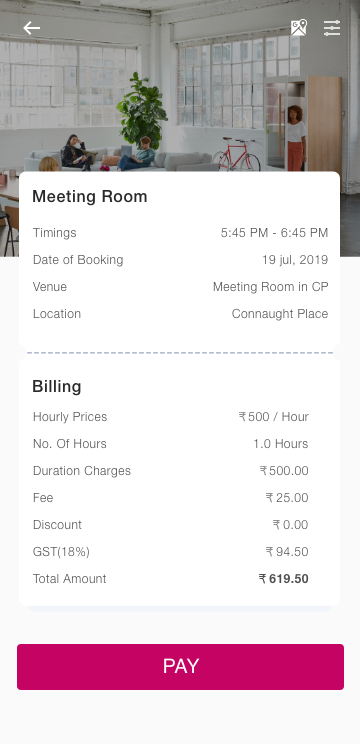 Meeting Room
Timings 5:45 PM - 6:45 PM
Date of Booking 19 jul, 2019
Venue Meeting Room in CP
Location Connaught Place
Billing
Hourly Prices ₹ 500 / Hour
No. Of Hours 1.0 Hours
Duration Charges ₹ 500.00
Fee ₹ 25.00
Discount ₹ 0.00
GST(18%) ₹ 94.50
Total Amount ₹ 619.50
PAY